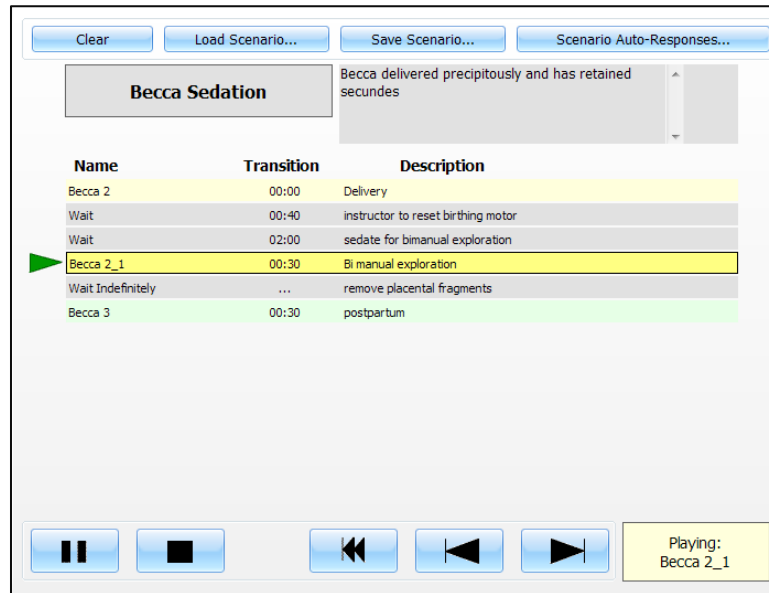 Clear Load Scenario... Save Scenario... Scenario Auto-Responses...
Becca Sedation
Becca delivered precipitously and has retained
secundes
Name Transition Description
Becca 2 00:00 Delivery
Wait 00:40 instructor to reset birthing motor
Wait 02:00 sedate for bimanual exploration
Becca 2_1 00:30 Bi manual exploration
Wait Indefinitely ... remove placental fragments
Becca 3 00:30 postpartum
Playing:
Becca 2_1